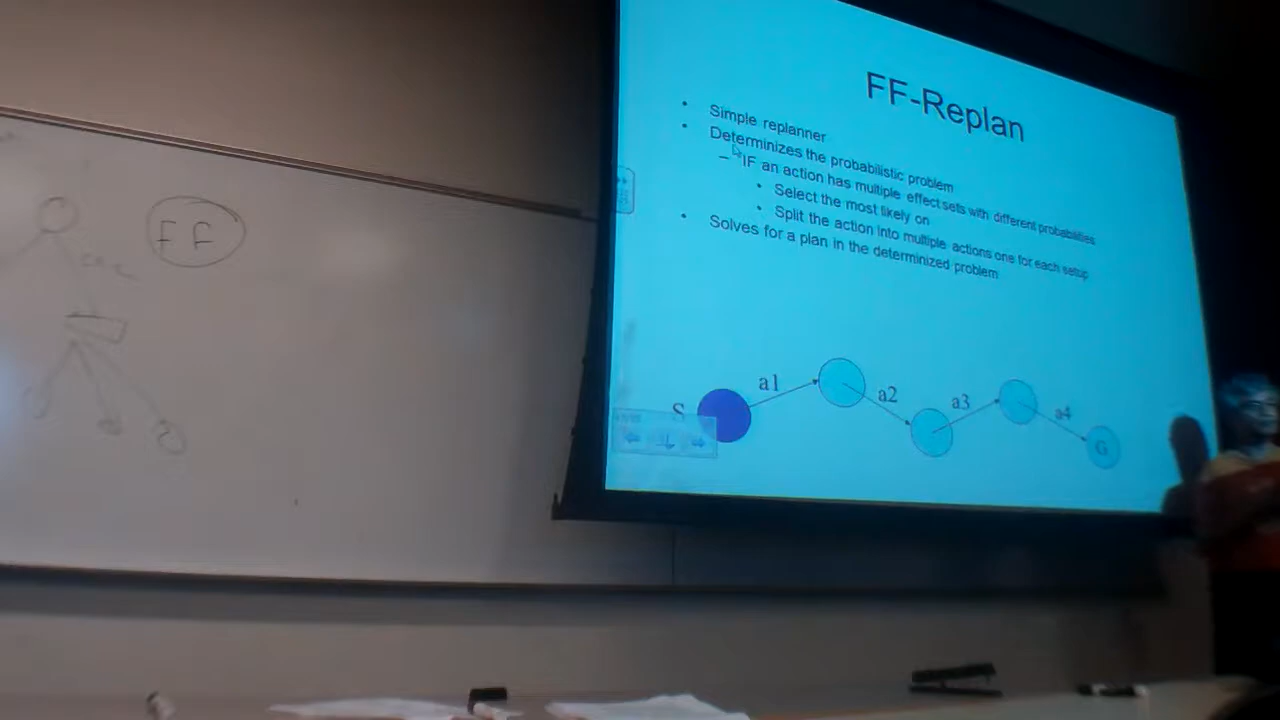 FF-Replan
Simple replanner
Determinizes the probabilistic problem
IF an action has multiple effect sets with different probabilities
Select the most likely on
Split the action into multiple actions one for each setup
Solves for a plan in the determinized problem
S
a1
a2
a3
a4
G
FF